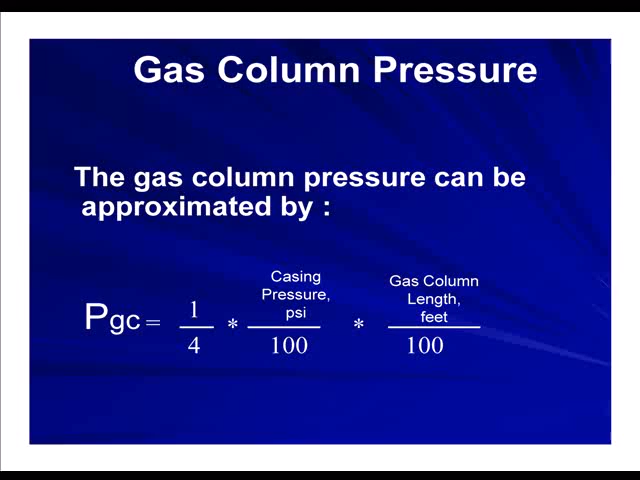 Gas Column Pressure
The gas column pressure can be
approximated by :
Pgc = 1/4 * Casing Pressure, psi/100 * Gas Column Length, feet/100